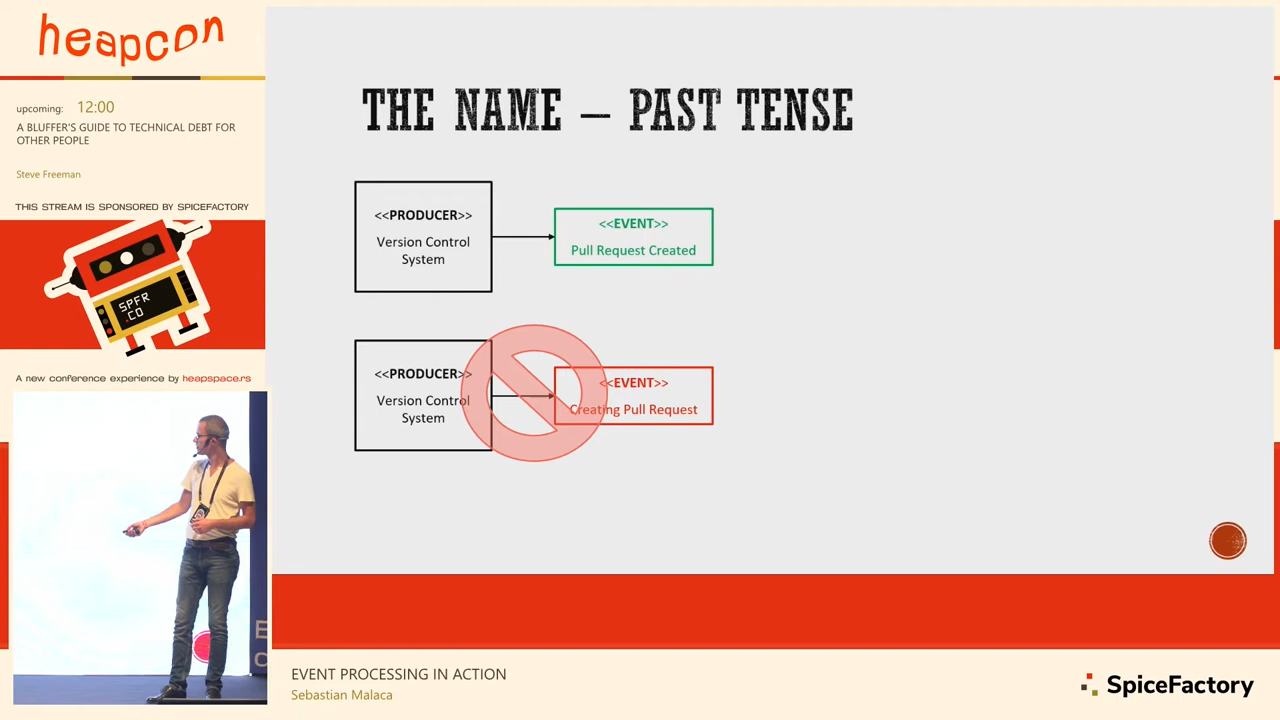 heapcon
upcoming: 12:00
A BLUFFER'S GUIDE TO TECHNICAL DEBT FOR
OTHER PEOPLE
Steve Freeman
THIS STREAM IS SPONSORED BY SPICEFACTORY
SPFR
.CO
A new conference experience by heapspace.rs
THE NAME – PAST TENSE
<<PRODUCER>>
Version Control
System
<<EVENT>>
Pull Request Created
<<PRODUCER>>
Version Control
System
<<EVENT>>
Creating Pull Request
EVENT PROCESSING IN ACTION
Sebastian Malaca
SpiceFactory